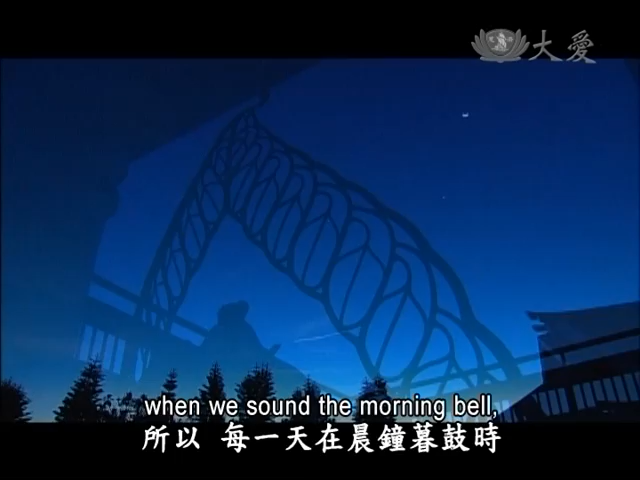 大愛
when we sound the morning bell,
所以 每一天在晨鐘暮鼓時